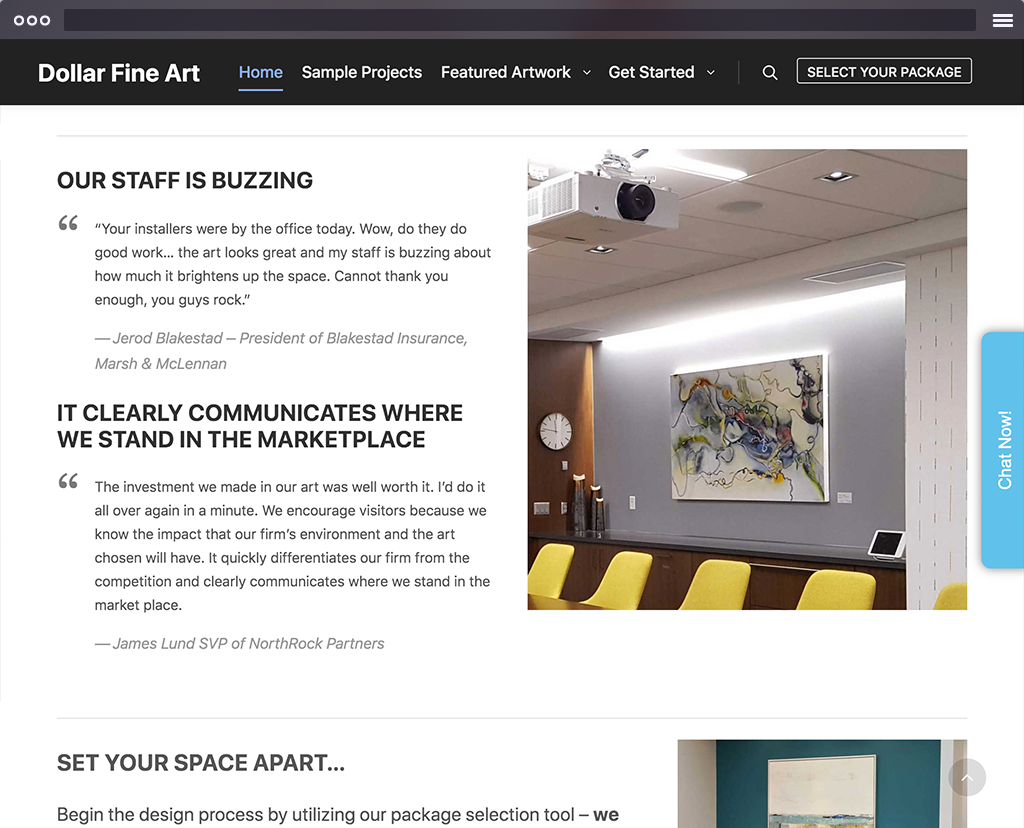 Dollar Fine Art
Home
Sample Projects
Featured Artwork
Get Started
SELECT YOUR PACKAGE
OUR STAFF IS BUZZING
“Your installers were by the office today. Wow, do they do
good work… the art looks great and my staff is buzzing about
how much it brightens up the space. Cannot thank you
enough, you guys rock.”
— Jerod Blakestad – President of Blakestad Insurance,
Marsh & McLennan
IT CLEARLY COMMUNICATES WHERE
WE STAND IN THE MARKETPLACE
The investment we made in our art was well worth it. I’d do it
all over again in a minute. We encourage visitors because we
know the impact that our firm’s environment and the art
chosen will have. It quickly differentiates our firm from the
competition and clearly communicates where we stand in the
market place.
— James Lund SVP of NorthRock Partners
Chat Now!
SET YOUR SPACE APART…
Begin the design process by utilizing our package selection tool – we